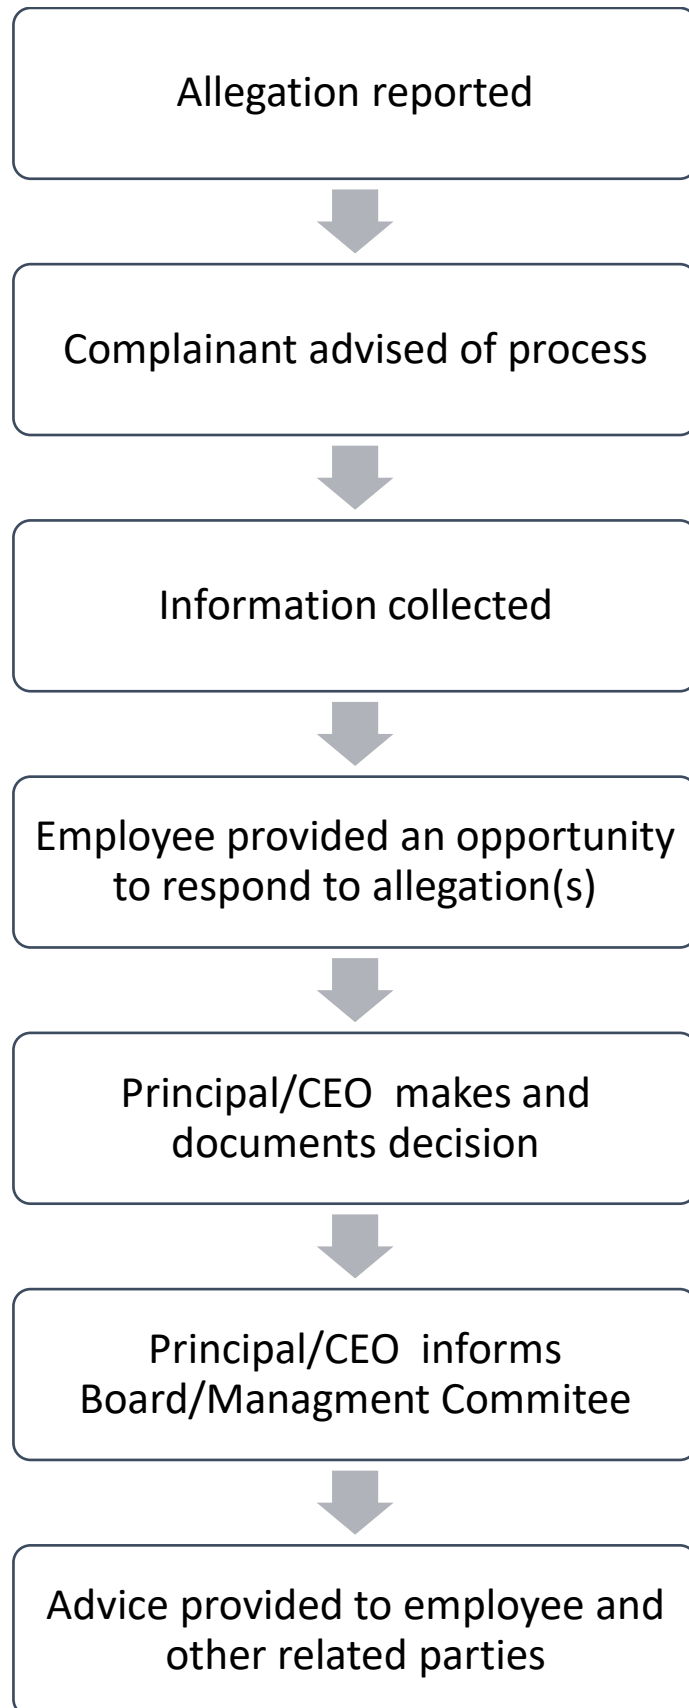 Allegation reported
Complainant advised of process
Information collected
Employee provided an opportunity
to respond to allegation(s)
Principal/CEO  makes and
documents decision
Principal/CEO  informs
Board/Managment Commitee
Advice provided to employee and
other related parties